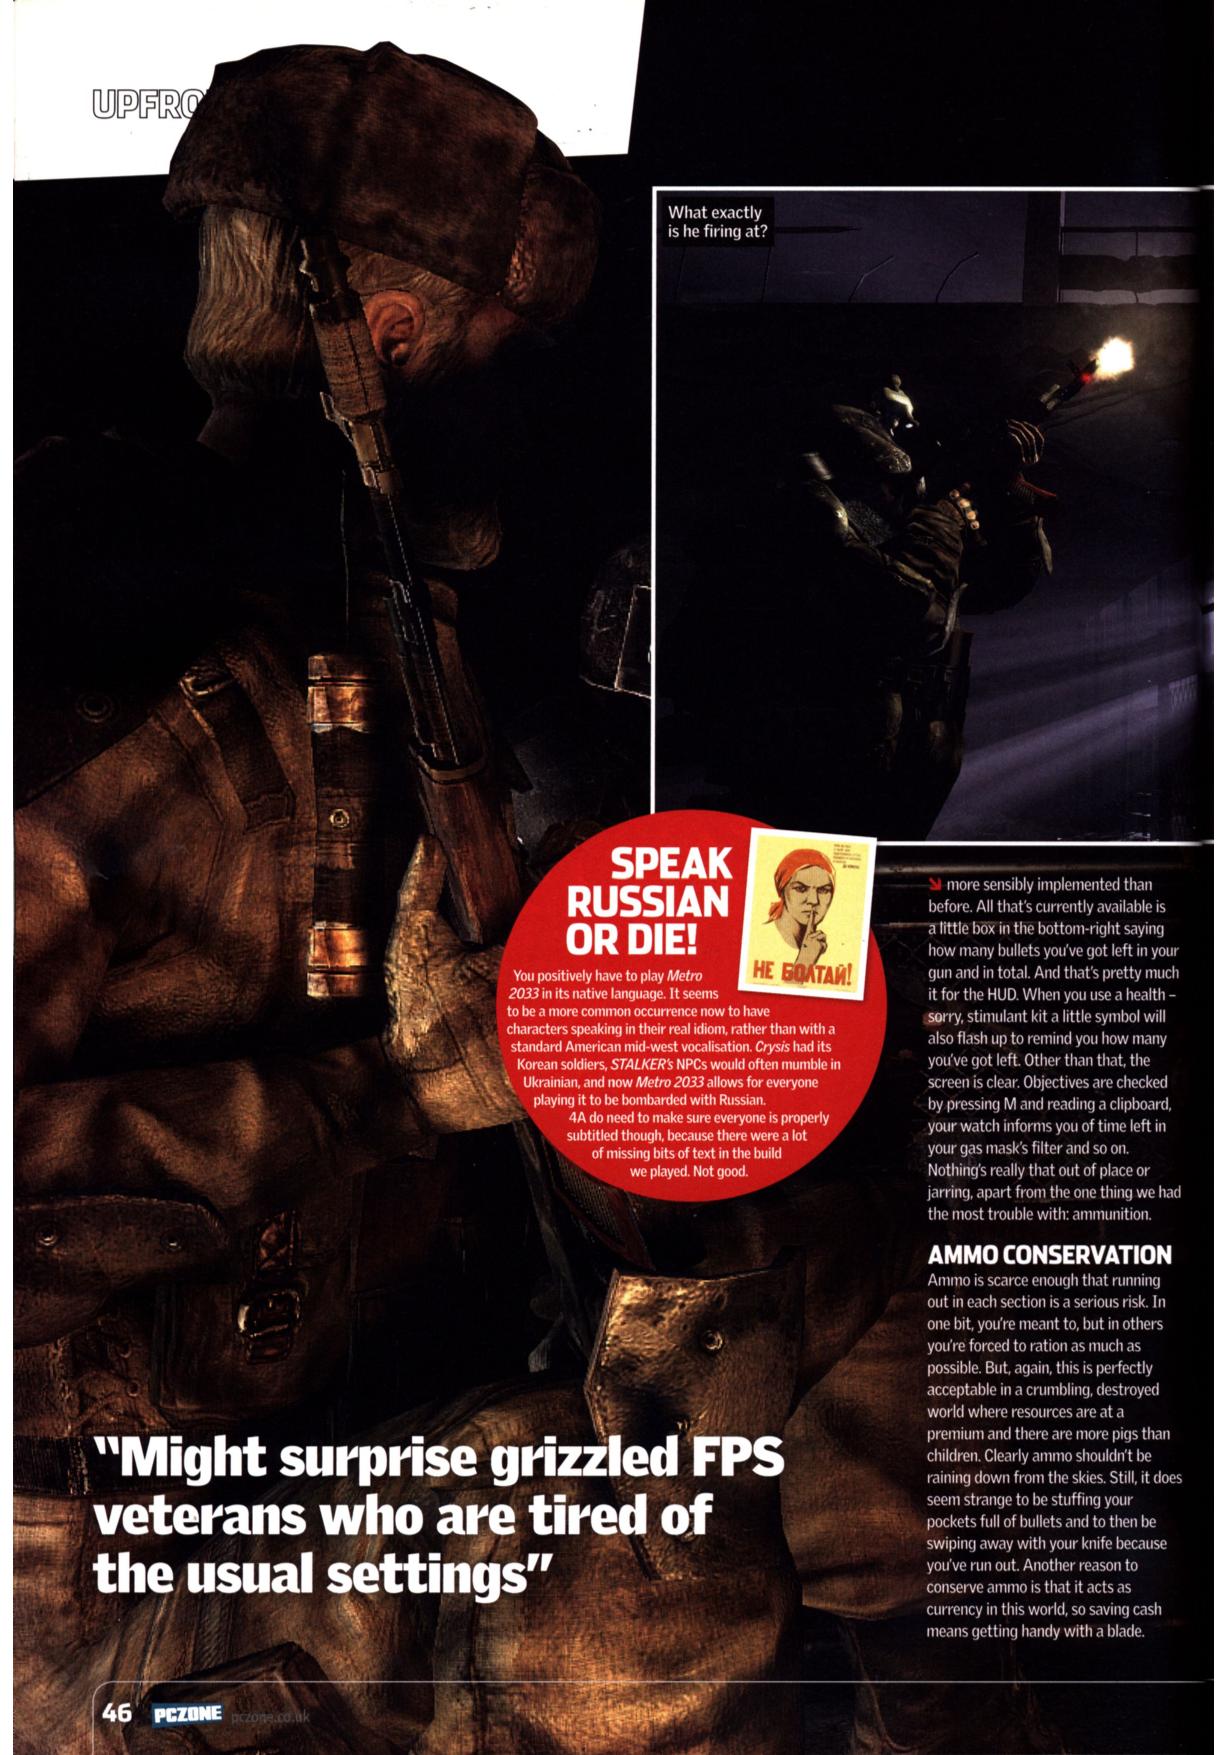 UPFRO
What exactly
is he firing at?
SPEAK
RUSSIAN
OR DIE!
НЕ БОЛТАЙ!
You positively have to play Metro
2033 in its native language. It seems
to be a more common occurrence now to have
characters speaking in their real idiom, rather than with a
standard American mid-west vocalisation. Crysis had its
Korean soldiers, STALKER's NPCs would often mumble in
Ukrainian, and now Metro 2033 allows for everyone
playing it to be bombarded with Russian.
4A do need to make sure everyone is properly
subtitled though, because there were a lot
of missing bits of text in the build
we played. Not good.
more sensibly implemented than
before. All that's currently available is
a little box in the bottom-right saying
how many bullets you've got left in your
gun and in total. And that's pretty much
it for the HUD. When you use a health –
sorry, stimulant kit a little symbol will
also flash up to remind you how many
you've got left. Other than that, the
screen is clear. Objectives are checked
by pressing M and reading a clipboard,
your watch informs you of time left in
your gas mask's filter and so on.
Nothing's really that out of place or
jarring, apart from the one thing we had
the most trouble with: ammunition.
AMMO CONSERVATION
Ammo is scarce enough that running
out in each section is a serious risk. In
one bit, you're meant to, but in others
you're forced to ration as much as
possible. But, again, this is perfectly
acceptable in a crumbling, destroyed
world where resources are at a
premium and there are more pigs than
children. Clearly ammo shouldn't be
raining down from the skies. Still, it does
seem strange to be stuffing your
pockets full of bullets and to then be
swiping away with your knife because
you've run out. Another reason to
conserve ammo is that it acts as
currency in this world, so saving cash
means getting handy with a blade.
"Might surprise grizzled FPS
veterans who are tired of
the usual settings"
46 PCZONE pczone.co.uk